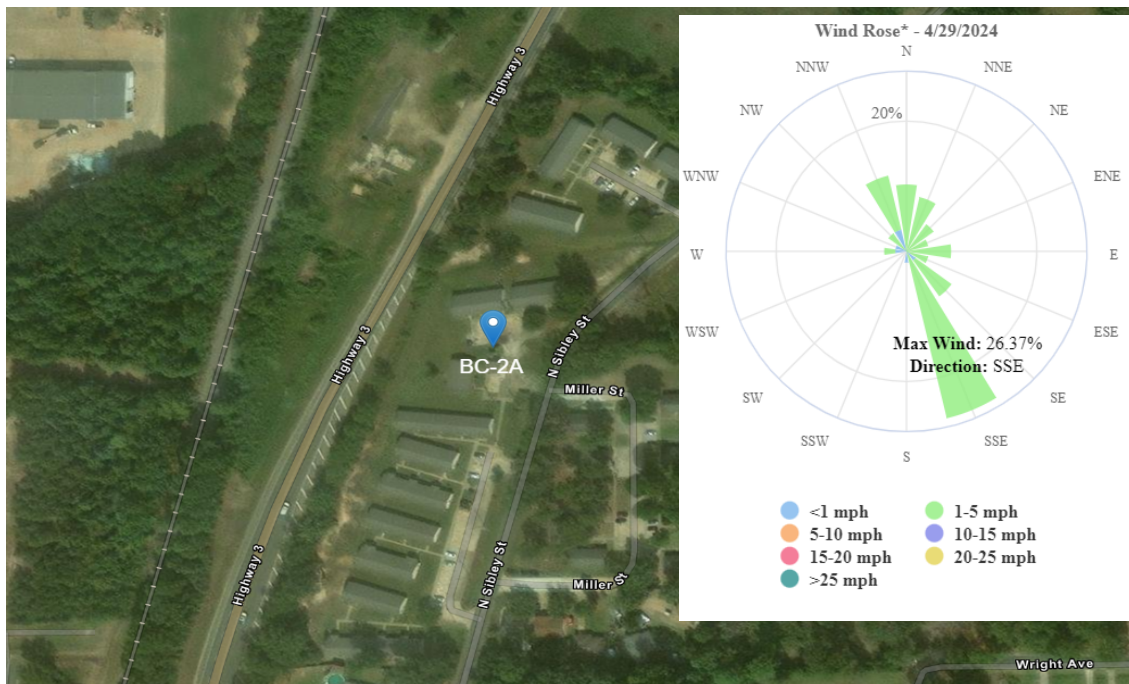 Highway 3
Highway 3
Highway 3
BC-2A
N Sibley St
Miller St
N Sibley St
Miller St
Wright Ave
Wind Rose* - 4/29/2024
N
NNW
NNE
NW
NE
20%
WNW
ENE
W
E
WSW
ESE
Max Wind: 26.37%
Direction: SSE
SW
SE
SSW
SSE
S
<1 mph
1-5 mph
5-10 mph
10-15 mph
15-20 mph
20-25 mph
>25 mph